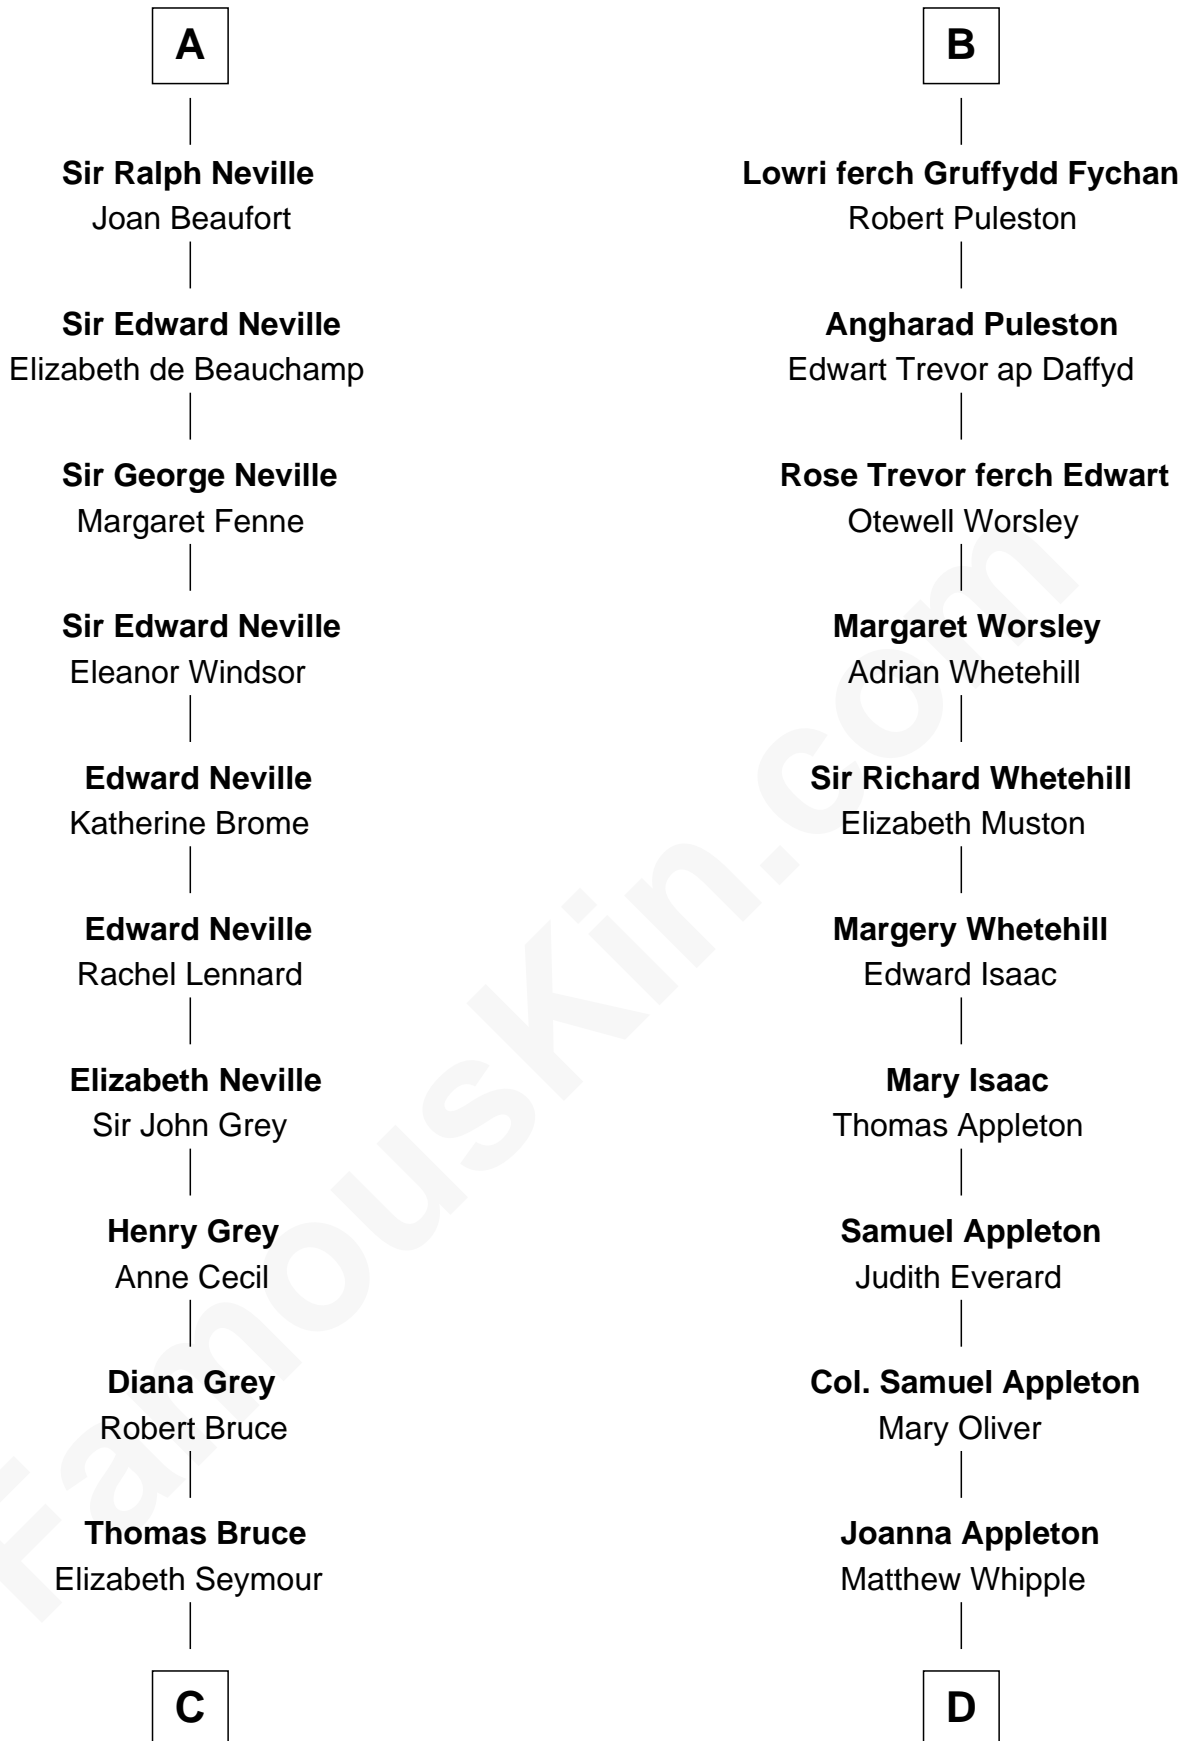 A
Sir Ralph Neville
Joan Beaufort
Sir Edward Neville
Elizabeth de Beauchamp
Sir George Neville
Margaret Fenne
Sir Edward Neville
Eleanor Windsor
Edward Neville
Katherine Brome
Edward Neville
Rachel Lennard
Elizabeth Neville
Sir John Grey
Henry Grey
Anne Cecil
Diana Grey
Robert Bruce
Thomas Bruce
Elizabeth Seymour
C
B
Lowri ferch Gruffydd Fychan
Robert Puleston
Angharad Puleston
Edwart Trevor ap Daffyd
Rose Trevor ferch Edwart
Otewell Worsley
Margaret Worsley
Adrian Whetehill
Sir Richard Whetehill
Elizabeth Muston
Margery Whetehill
Edward Isaac
Mary Isaac
Thomas Appleton
Samuel Appleton
Judith Everard
Col. Samuel Appleton
Mary Oliver
Joanna Appleton
Matthew Whipple
D
FamousKin.com